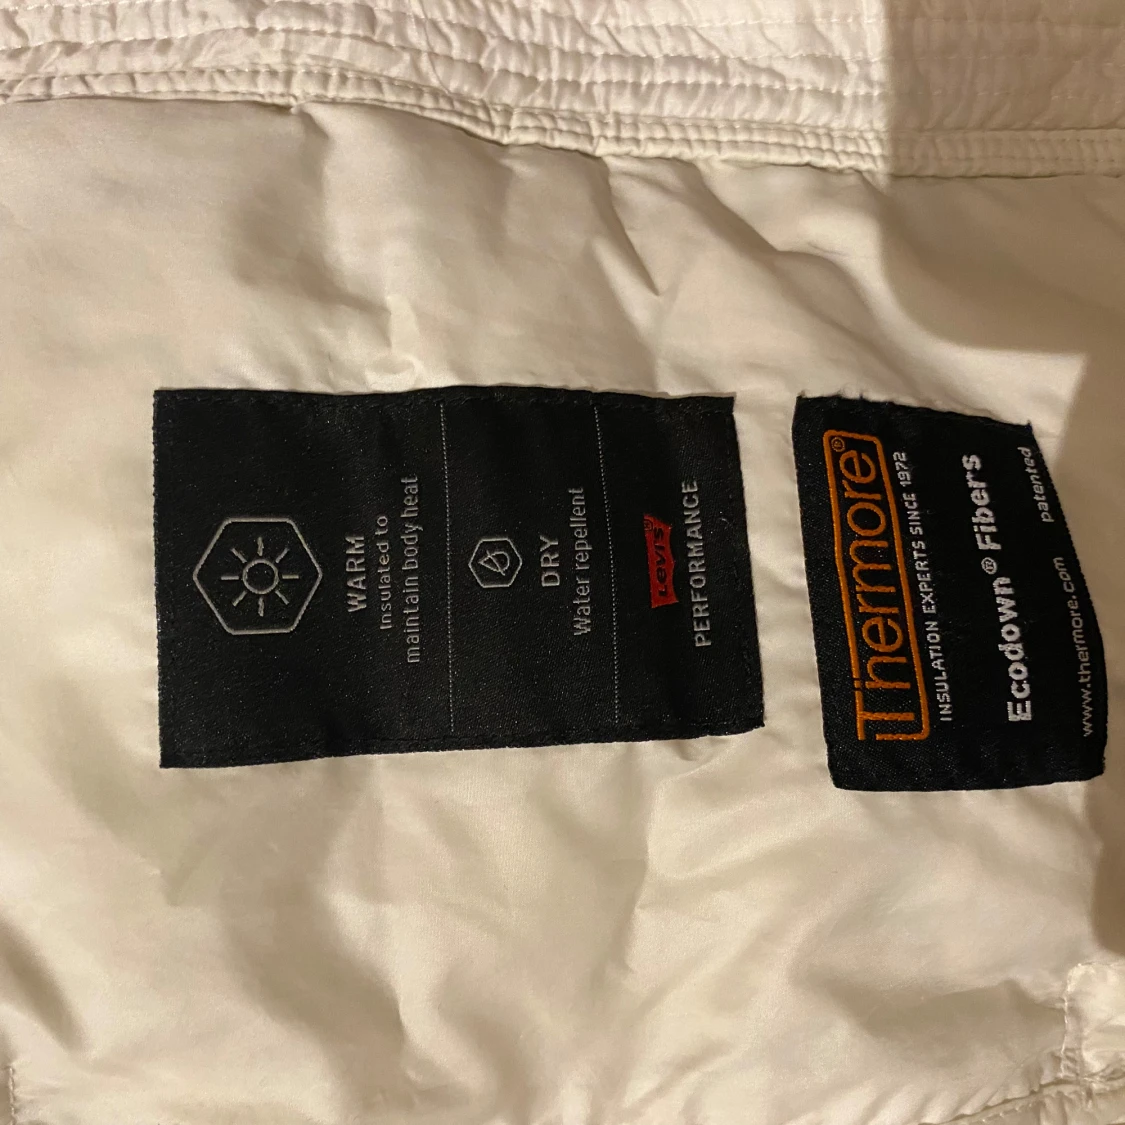 WARM
Insulated to
maintain body heat
DRY
Water repellent
Levi's®
PERFORMANCE
Thermore®
INSULATION EXPERTS SINCE 1972
Ecodown® Fibers
patented
www.thermore.com